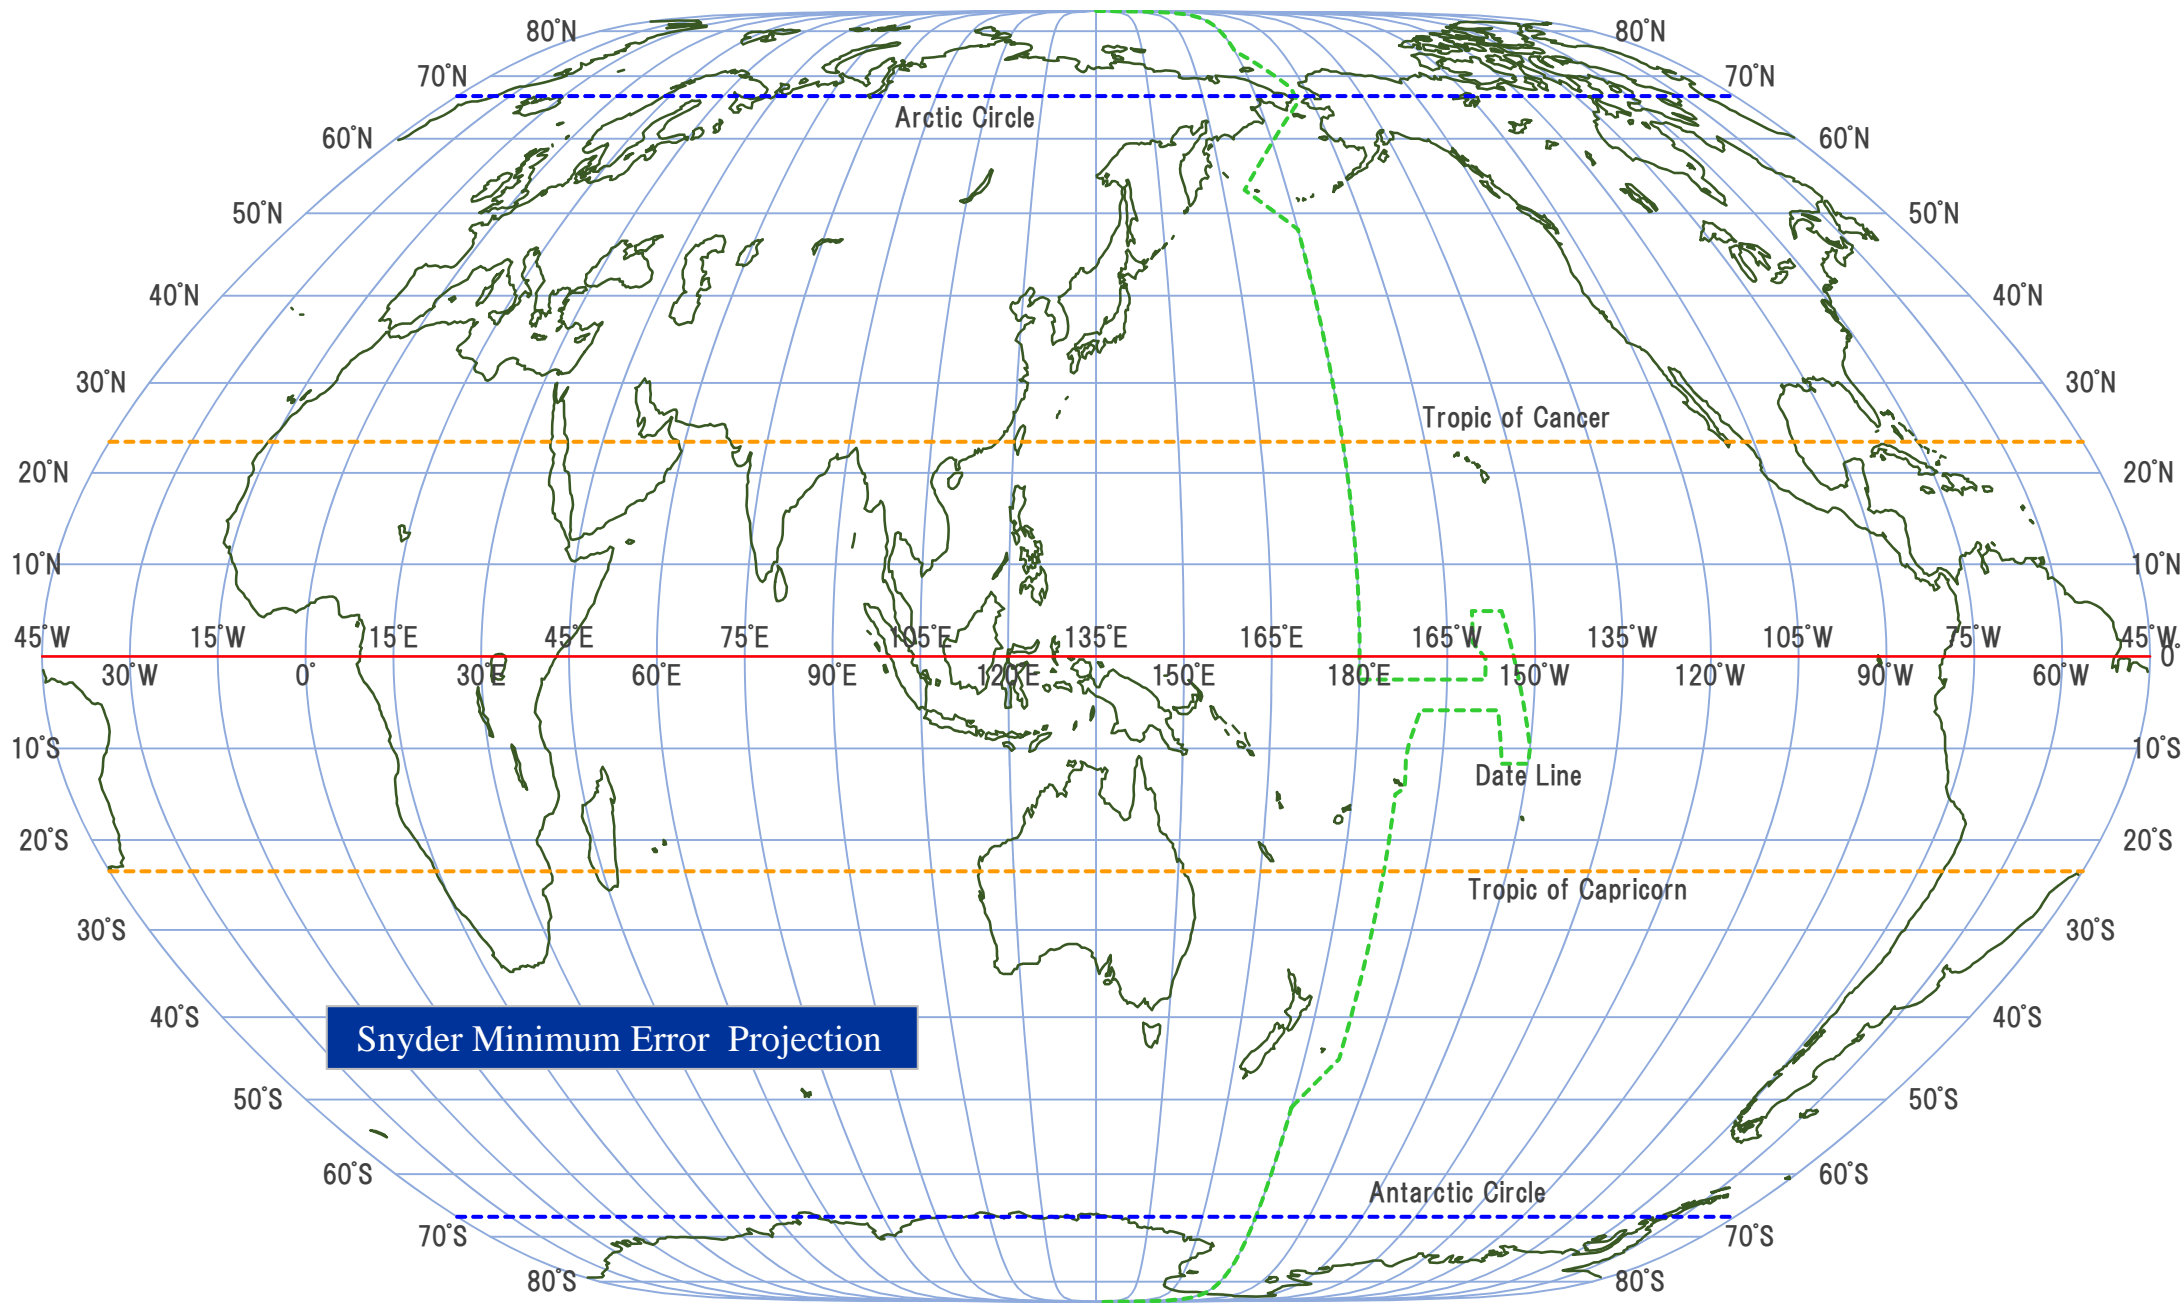 80°N 80°N
70°N 70°N
Arctic Circle
60°N 60°N
50°N 50°N
40°N 40°N
30°N 30°N
Tropic of Cancer
20°N 20°N
10°N 10°N
45°W 15°W 15°E 45°E 75°E 105°E 135°E 165°E 165°W 135°W 105°W 75°W 45°W
0°
30°W 0° 30°E 60°E 90°E 120°E 150°E 180°E 150°W 120°W 90°W 60°W
10°S 10°S
Date Line
20°S 20°S
Tropic of Capricorn
30°S 30°S
40°S 40°S
Snyder Minimum Error Projection
50°S 50°S
60°S 60°S
Antarctic Circle
70°S 70°S
80°S 80°S